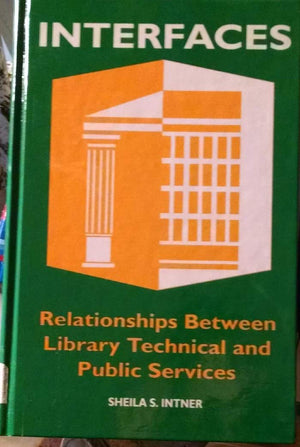 INTERFACES
Relationships Between
Library Technical and
Public Services
SHEILA S. INTNER